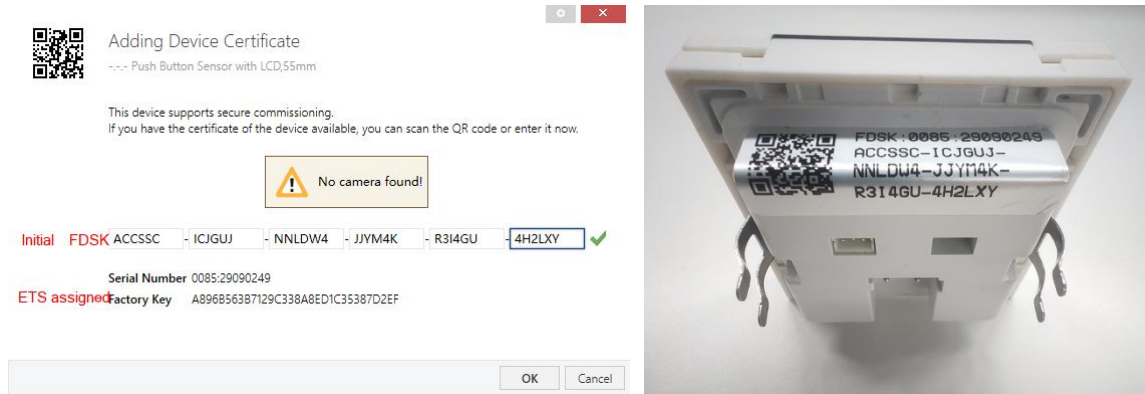 Adding Device Certificate
-.-.- Push Button Sensor with LCD,55mm
This device supports secure commissioning.
If you have the certificate of the device available, you can scan the QR code or enter it now.
No camera found!
Initial FDSK ACCSSC - ICJGUJ - NNLDW4 - JJYM4K - R3I4GU - 4H2LXY
Serial Number 0085:29090249
ETS assigned Factory Key A896B563B7129C338A8ED1C35387D2EF
OK Cancel
FDSK:0085:29090249
ACCSSC-ICJGUJ-
NNLDW4-JJYM4K-
R3I4GU-4H2LXY